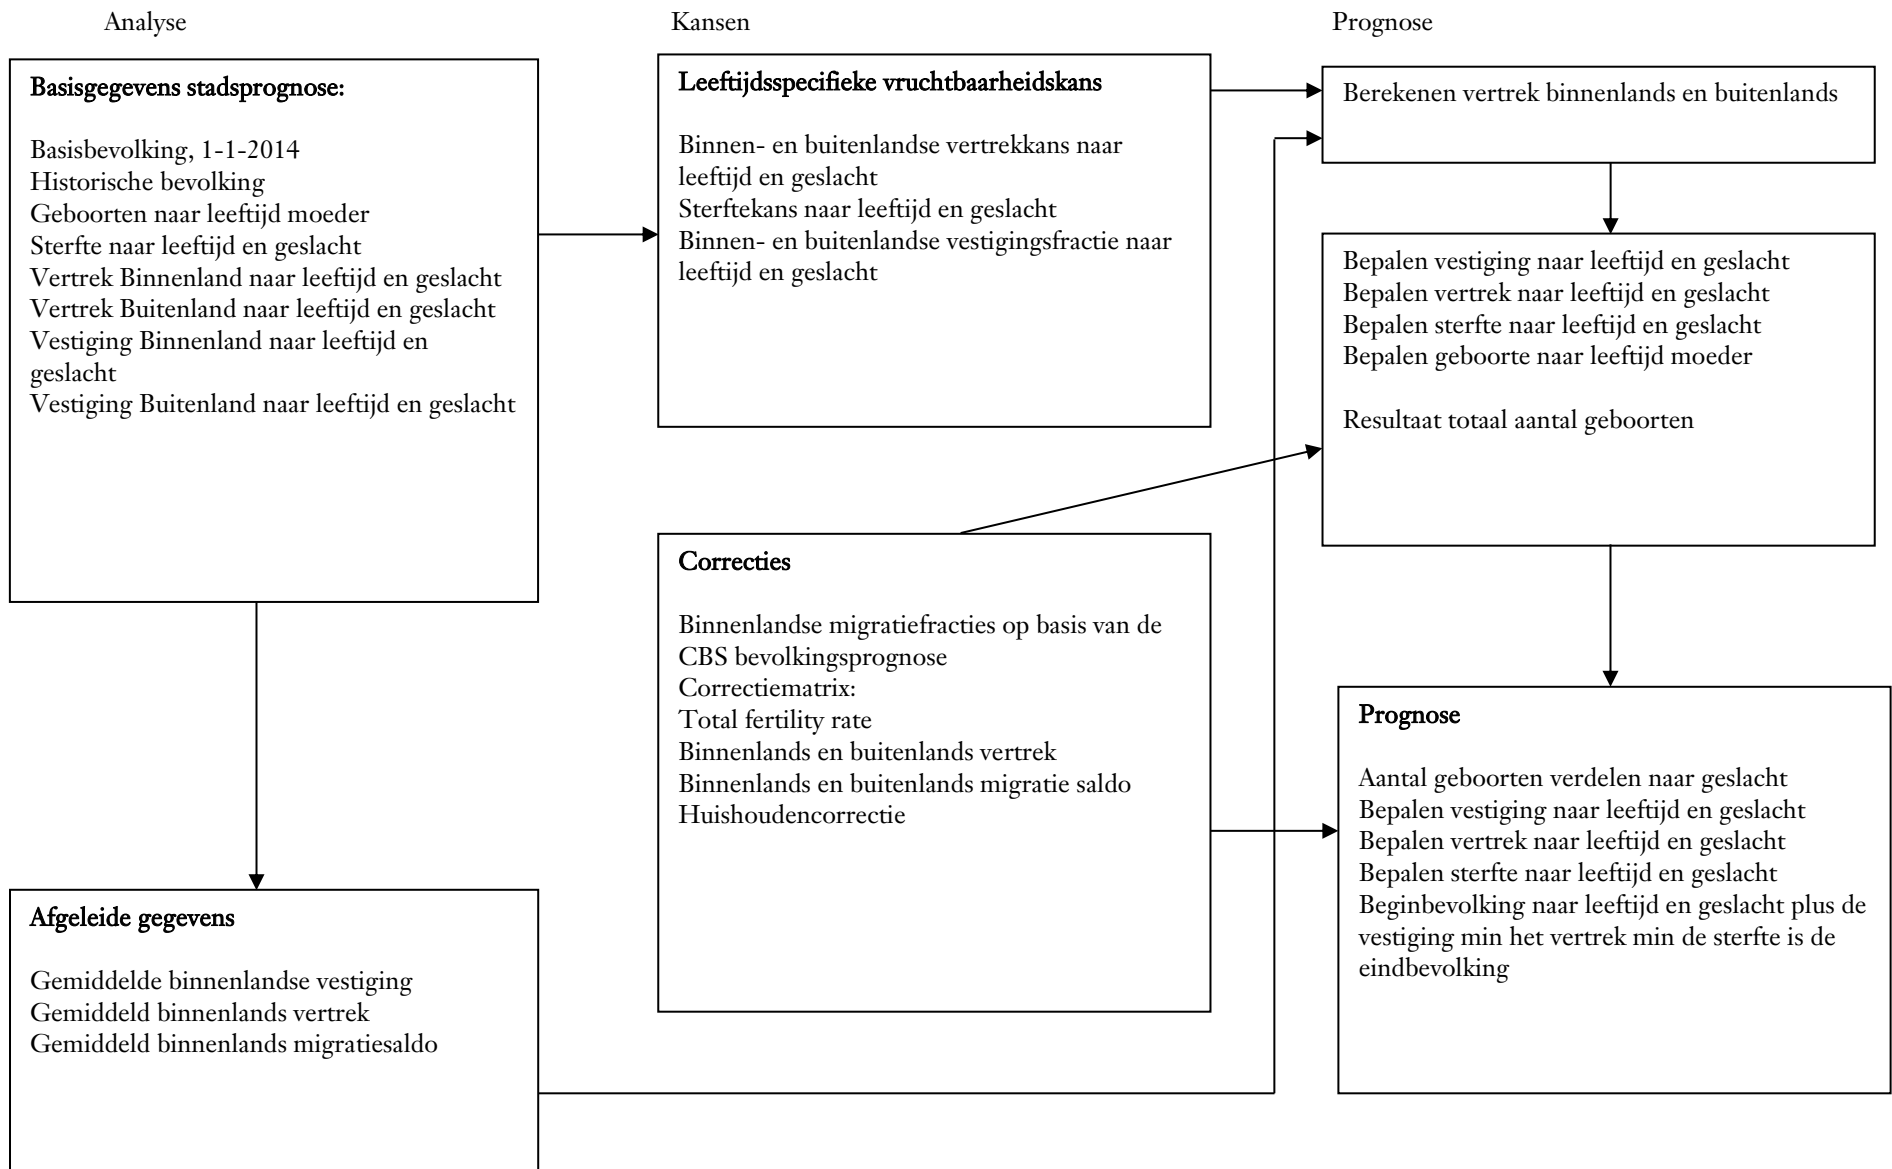 Analyse
Kansen
Prognose
Basisgegevens stadsprognose:
Basisbevolking, 1-1-2014
Historische bevolking
Geboorten naar leeftijd moeder
Sterfte naar leeftijd en geslacht
Vertrek Binnenland naar leeftijd en geslacht
Vertrek Buitenland naar leeftijd en geslacht
Vestiging Binnenland naar leeftijd en
geslacht
Vestiging Buitenland naar leeftijd en geslacht
Leeftijdsspecifieke vruchtbaarheidskans
Binnen- en buitenlandse vertrekkans naar
leeftijd en geslacht
Sterftekans naar leeftijd en geslacht
Binnen- en buitenlandse vestigingsfractie naar
leeftijd en geslacht
Berekenen vertrek binnenlands en buitenlands
Bepalen vestiging naar leeftijd en geslacht
Bepalen vertrek naar leeftijd en geslacht
Bepalen sterfte naar leeftijd en geslacht
Bepalen geboorte naar leeftijd moeder
Resultaat totaal aantal geboorten
Correcties
Binnenlandse migratiefracties op basis van de
CBS bevolkingsprognose
Correctiematrix:
Total fertility rate
Binnenlands en buitenlands vertrek
Binnenlands en buitenlands migratie saldo
Huishoudencorrectie
Prognose
Aantal geboorten verdelen naar geslacht
Bepalen vestiging naar leeftijd en geslacht
Bepalen vertrek naar leeftijd en geslacht
Bepalen sterfte naar leeftijd en geslacht
Beginbevolking naar leeftijd en geslacht plus de
vestiging min het vertrek min de sterfte is de
eindbevolking
Afgeleide gegevens
Gemiddelde binnenlandse vestiging
Gemiddeld binnenlands vertrek
Gemiddeld binnenlands migratiesaldo